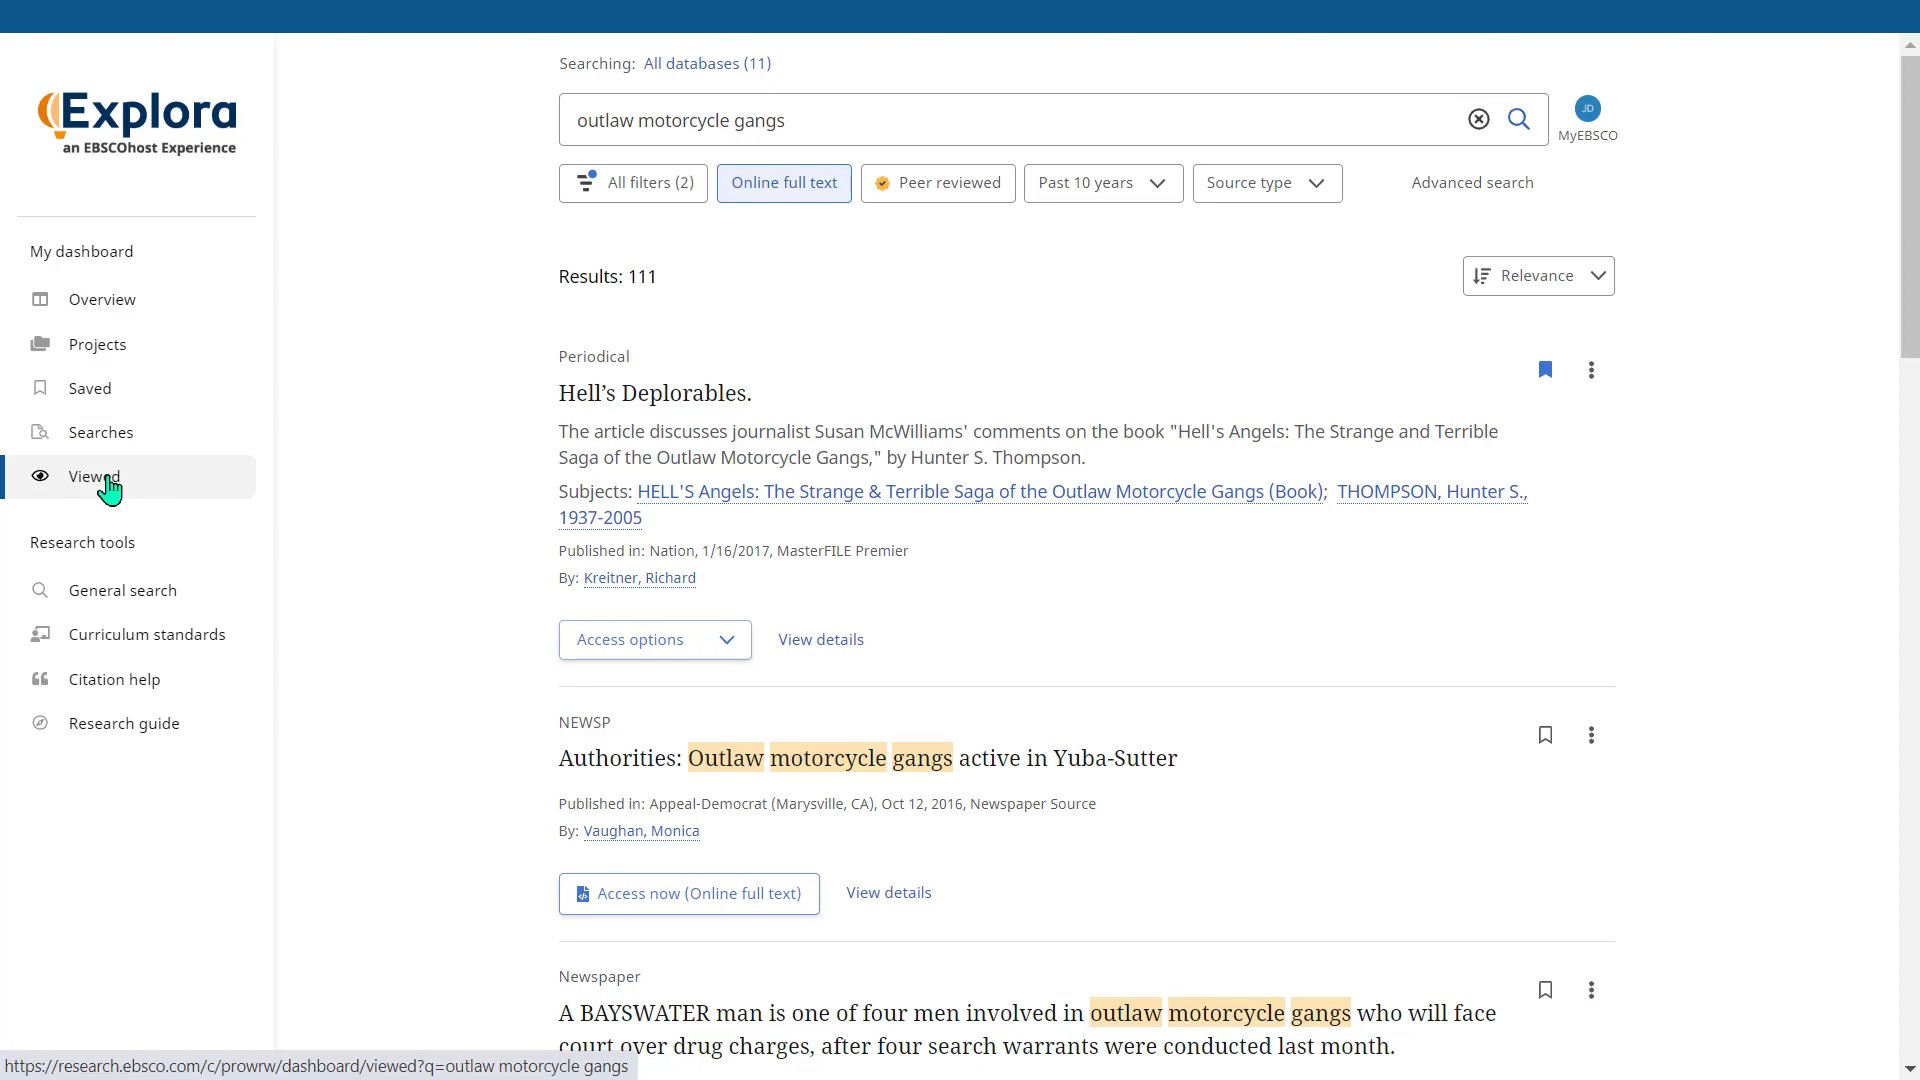 Explora
an EBSCOhost Experience
My dashboard
Overview
Projects
Saved
Searches
Viewed
Research tools
General search
Curriculum standards
Citation help
Research guide
Searching: All databases (11)
outlaw motorcycle gangs
JD
MyEBSCO
All filters (2)
Online full text
Peer reviewed
Past 10 years
Source type
Advanced search
Results: 111
Relevance
Periodical
Hell’s Deplorables.
The article discusses journalist Susan McWilliams' comments on the book "Hell's Angels: The Strange and Terrible
Saga of the Outlaw Motorcycle Gangs," by Hunter S. Thompson.
Subjects: HELL'S Angels: The Strange & Terrible Saga of the Outlaw Motorcycle Gangs (Book); THOMPSON, Hunter S.,
1937-2005
Published in: Nation, 1/16/2017, MasterFILE Premier
By: Kreitner, Richard
Access options
View details
NEWSP
Authorities: Outlaw motorcycle gangs active in Yuba-Sutter
Published in: Appeal-Democrat (Marysville, CA), Oct 12, 2016, Newspaper Source
By: Vaughan, Monica
Access now (Online full text)
View details
Newspaper
A BAYSWATER man is one of four men involved in outlaw motorcycle gangs who will face
court over drug charges, after four search warrants were conducted last month.
https://research.ebsco.com/c/prowrw/dashboard/viewed?q=outlaw motorcycle gangs